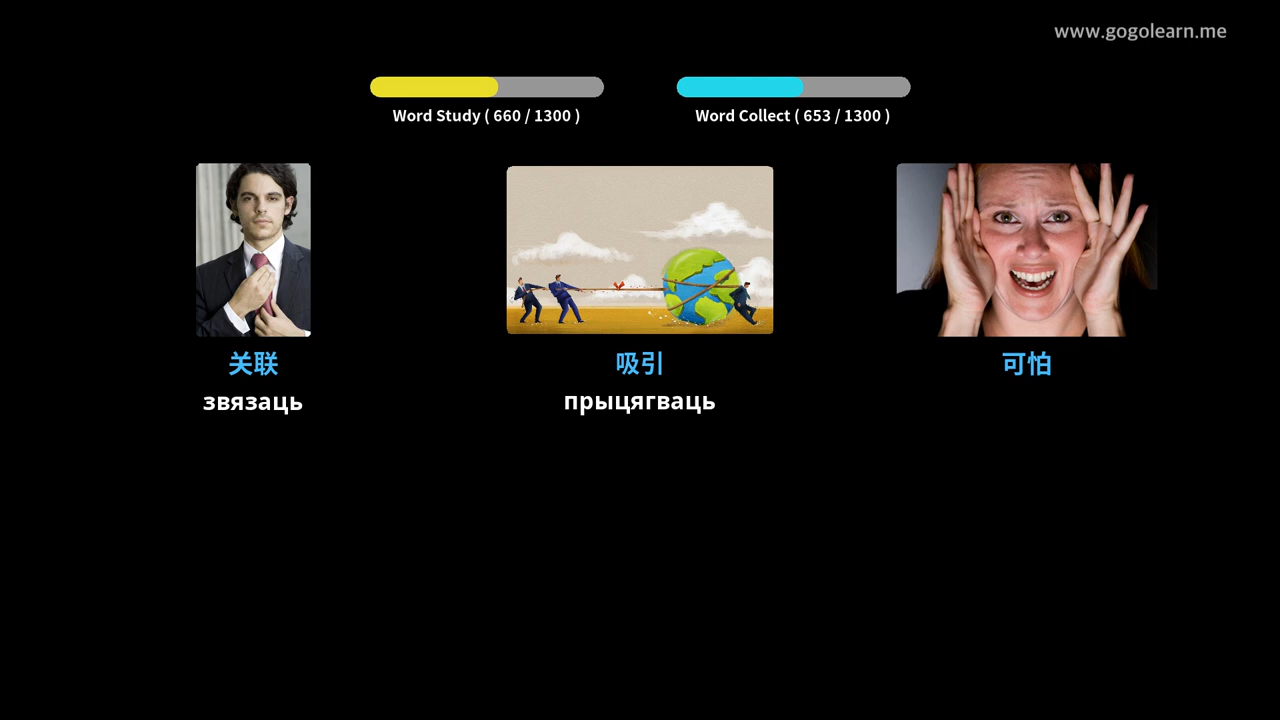 www.gogolearn.me
Word Study ( 660 / 1300 )
Word Collect ( 653 / 1300 )
关联
吸引
可怕
звязаць
прыцягваць